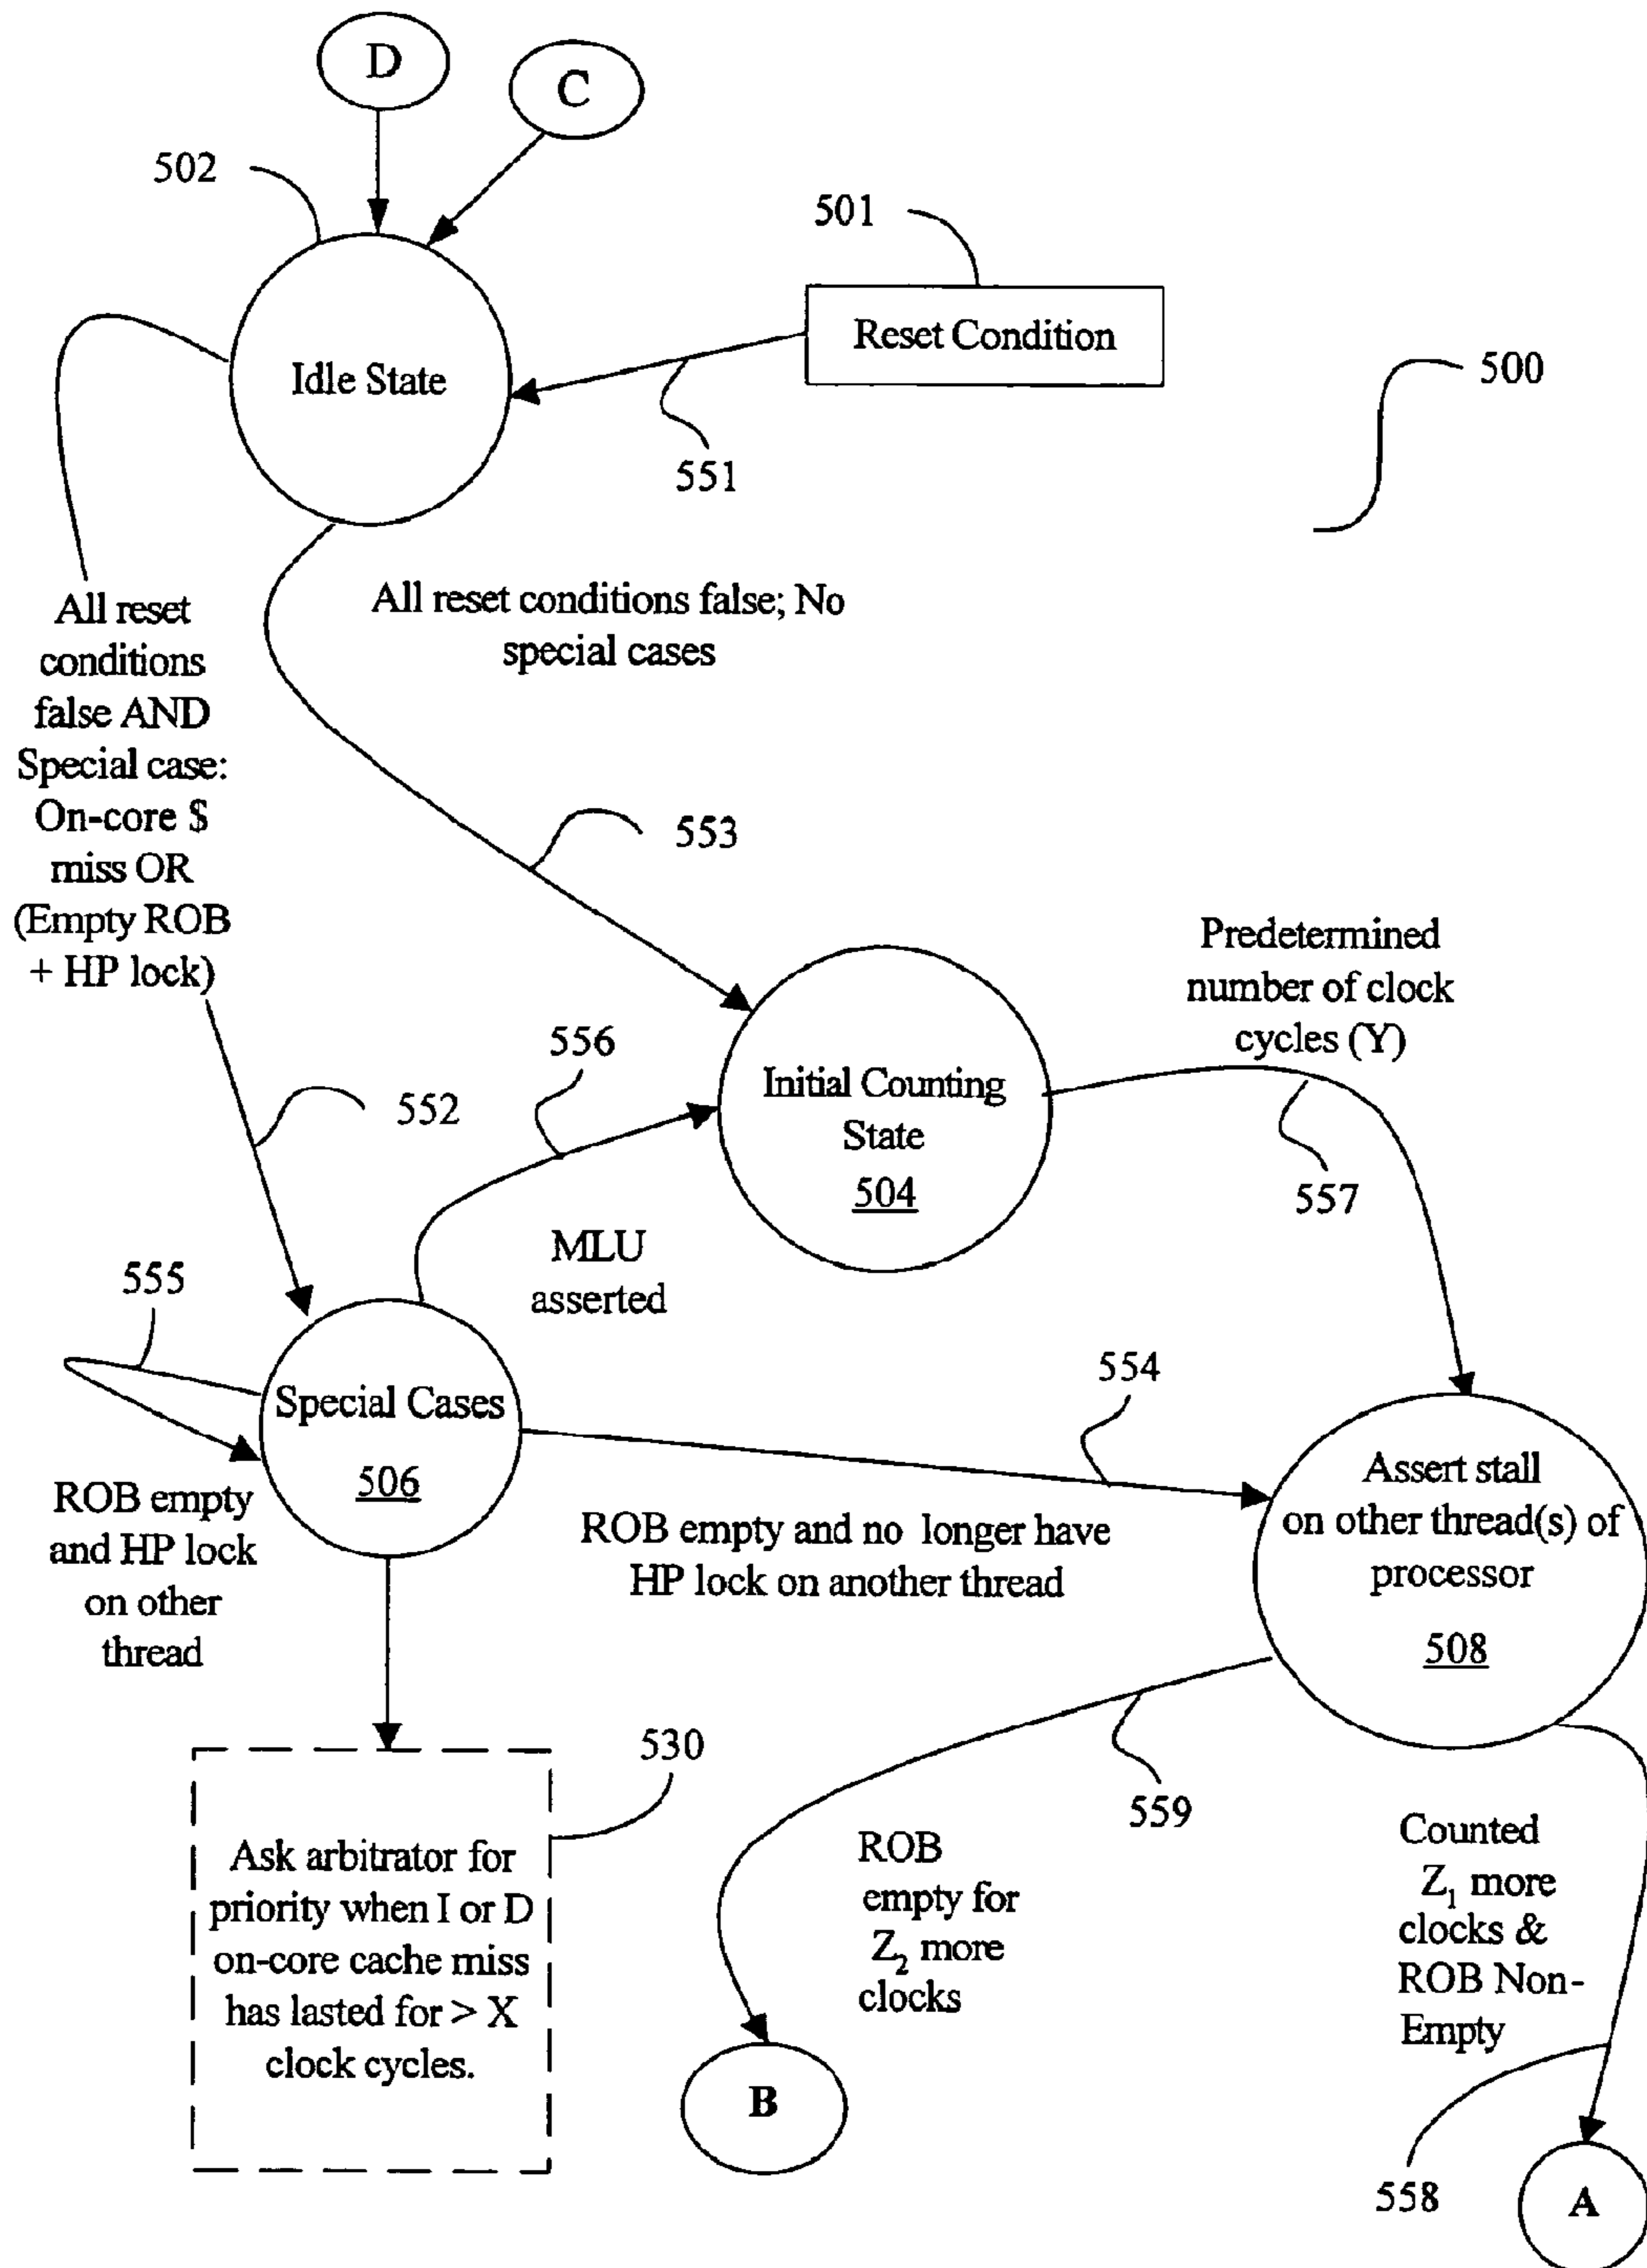 D
C
502
501
Reset Condition
500
Idle State
551
All reset
conditions
false AND
Special case:
On-core $
miss OR
(Empty ROB
+ HP lock)
All reset conditions false; No
special cases
553
Predetermined
number of clock
cycles (Y)
556
552
Initial Counting
State
504
557
MLU
asserted
555
554
Special Cases
506
ROB empty
and HP lock
on other
thread
ROB empty and no longer have
HP lock on another thread
Assert stall
on other thread(s) of
processor
508
530
559
Ask arbitrator for
priority when I or D
on-core cache miss
has lasted for > X
clock cycles.
ROB
empty for
Z2 more
clocks
Counted
Z1 more
clocks &
ROB Non-
Empty
B
558
A